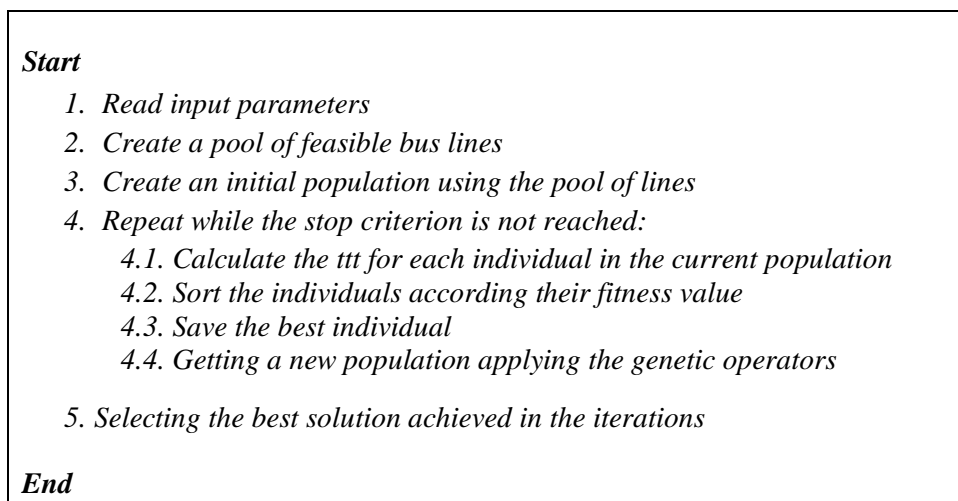 Start
1. Read input parameters
2. Create a pool of feasible bus lines
3. Create an initial population using the pool of lines
4. Repeat while the stop criterion is not reached:
4.1. Calculate the ttt for each individual in the current population
4.2. Sort the individuals according their fitness value
4.3. Save the best individual
4.4. Getting a new population applying the genetic operators
5. Selecting the best solution achieved in the iterations
End